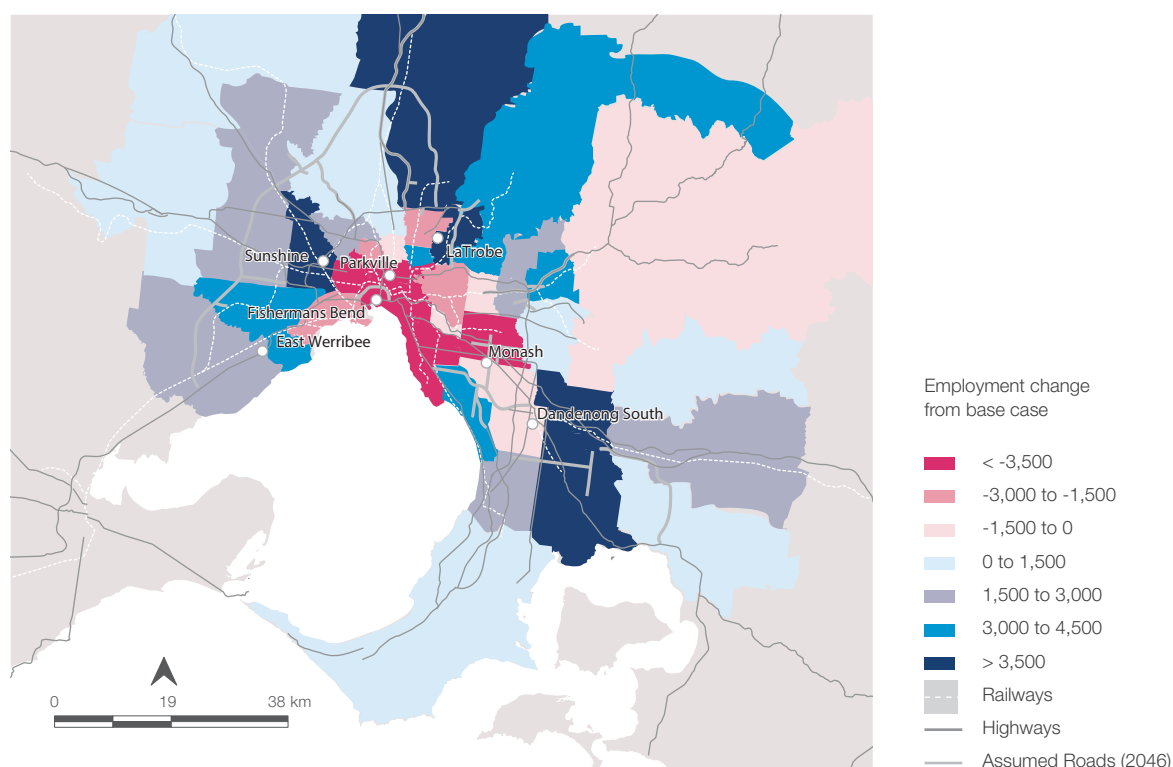 LaTrobe
Sunshine
Parkville
Fishermans Bend
East Werribee
Monash
Dandenong South
0 19 38 km
Employment change
from base case
< -3,500
-3,000 to -1,500
-1,500 to 0
0 to 1,500
1,500 to 3,000
3,000 to 4,500
> 3,500
Railways
Highways
Assumed Roads (2046)